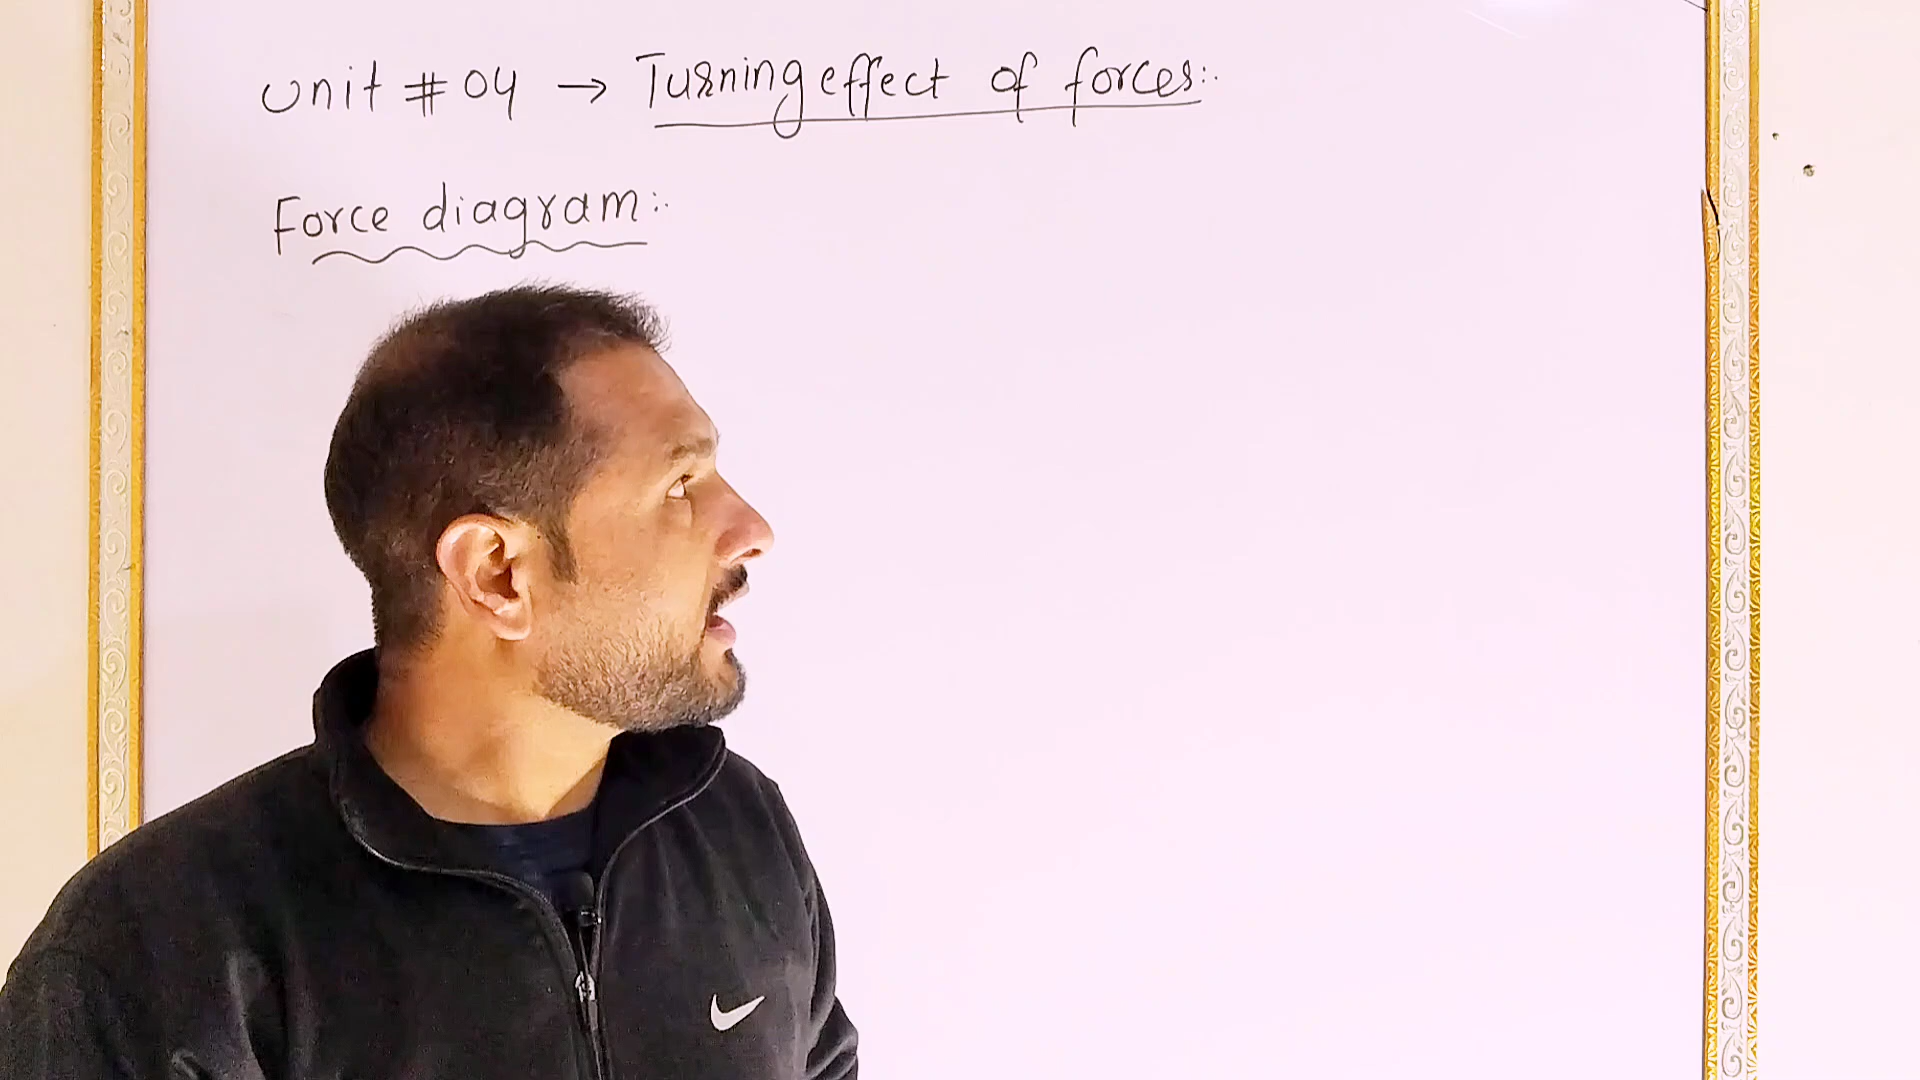 Unit # 04 → Turning effect of forces:.
Force diagram:.